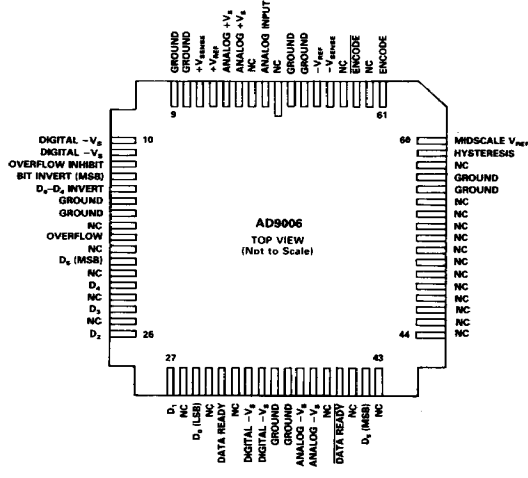 GROUND
GROUND
+V_SENSE
+V_REF
ANALOG +V_S
ANALOG +V_S
NC
ANALOG INPUT
NC
GROUND
GROUND
−V_REF
−V_SENSE
NC
E̅N̅C̅O̅D̅E̅
NC
ENCODE
9
61
DIGITAL −V_S
DIGITAL −V_S
OVERFLOW INHIBIT
BIT INVERT (MSB)
D_0–D_4 INVERT
GROUND
GROUND
NC
OVERFLOW
NC
D_5 (MSB)
NC
D_4
NC
D_3
NC
D_2
10
26
AD9006
TOP VIEW
(Not to Scale)
60
44
MIDSCALE V_REF
HYSTERESIS
NC
GROUND
GROUND
NC
NC
NC
NC
NC
NC
NC
NC
NC
NC
NC
NC
27
43
D_1
NC
D_0 (LSB)
NC
DATA READY
NC
DIGITAL −V_S
DIGITAL −V_S
GROUND
GROUND
ANALOG −V_S
ANALOG −V_S
NC
D̅A̅T̅A̅ ̅R̅E̅A̅D̅Y̅
NC
(MSB)
NC